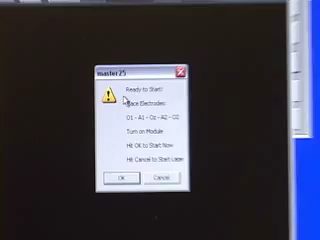 master25
Ready to Start!
Place Electrodes:
O1 - A1 - Oz - A2 - O2
Turn on Module
Hit OK to Start Now
Hit Cancel to Start Later
OK
Cancel